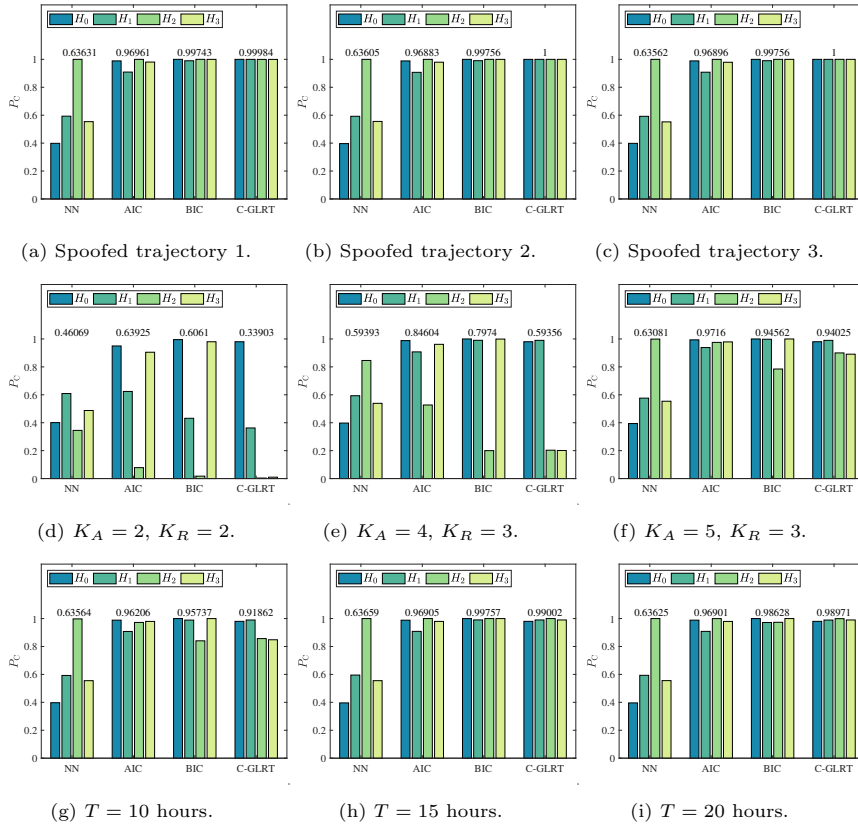 H0 H1 H2 H3 H0 H1 H2 H3 H0 H1 H2 H3
0.63631 0.96961 0.99743 0.99984 0.63605 0.96883 0.99756 1 0.63562 0.96896 0.99756 1
1 1 1
0.8 0.8 0.8
PC PC PC
0.6 0.6 0.6
0.4 0.4 0.4
0.2 0.2 0.2
0 0 0
NN AIC BIC C-GLRT NN AIC BIC C-GLRT NN AIC BIC C-GLRT
(a) Spoofed trajectory 1. (b) Spoofed trajectory 2. (c) Spoofed trajectory 3.
H0 H1 H2 H3 H0 H1 H2 H3 H0 H1 H2 H3
0.46069 0.63925 0.6061 0.33903 0.59393 0.84604 0.7974 0.59356 0.63081 0.9716 0.94562 0.94025
1 1 1
0.8 0.8 0.8
PC PC PC
0.6 0.6 0.6
0.4 0.4 0.4
0.2 0.2 0.2
0 0 0
NN AIC BIC C-GLRT NN AIC BIC C-GLRT NN AIC BIC C-GLRT
(d) KA = 2, KR = 2. (e) KA = 4, KR = 3. (f) KA = 5, KR = 3.
H0 H1 H2 H3 H0 H1 H2 H3 H0 H1 H2 H3
0.63564 0.96206 0.95737 0.91862 0.63659 0.96905 0.99757 0.99002 0.63625 0.96901 0.98628 0.98971
1 1 1
0.8 0.8 0.8
PC PC PC
0.6 0.6 0.6
0.4 0.4 0.4
0.2 0.2 0.2
0 0 0
NN AIC BIC C-GLRT NN AIC BIC C-GLRT NN AIC BIC C-GLRT
(g) T = 10 hours. (h) T = 15 hours. (i) T = 20 hours.